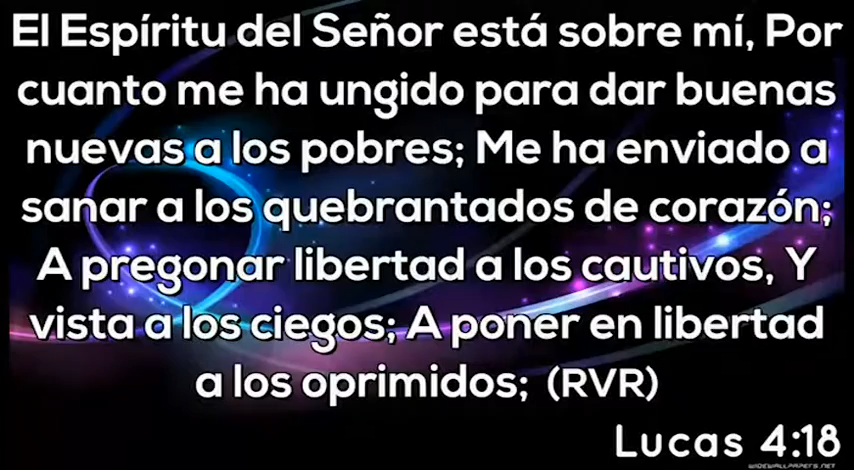 El Espíritu del Señor está sobre mí, Por
cuanto me ha ungido para dar buenas
nuevas a los pobres; Me ha enviado a
sanar a los quebrantados de corazón;
A pregonar libertad a los cautivos, Y
vista a los ciegos; A poner en libertad
a los oprimidos; (RVR)
Lucas 4:18
WIDEWALLPAPERS.NET